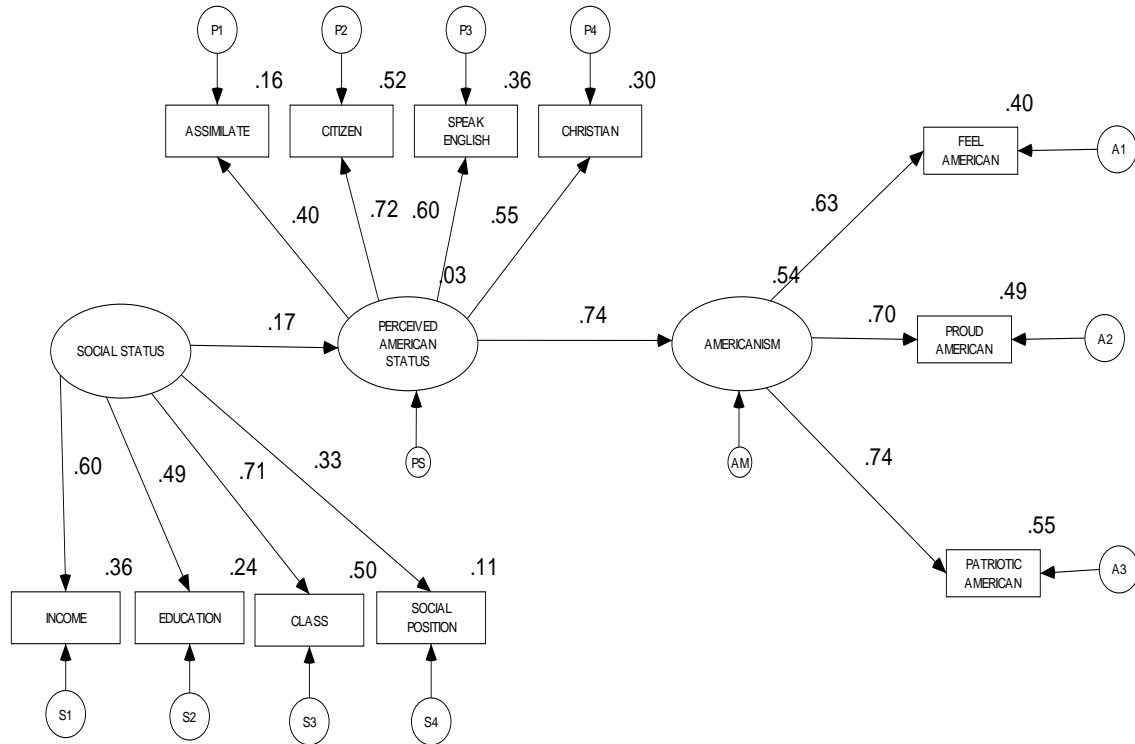 P1
P2
P3
P4
.16
.52
.36
.30
ASSIMILATE
CITIZEN
SPEAK
ENGLISH
CHRISTIAN
.40
FEEL
AMERICAN
A1
.40
.72
.60
.55
.63
.03
.54
.17
PERCEIVED
AMERICAN
STATUS
.74
AMERICANISM
.70
.49
PROUD
AMERICAN
A2
SOCIAL STATUS
PS
AM
.60
.49
.71
.33
.74
.55
PATRIOTIC
AMERICAN
A3
.36
.24
.50
.11
INCOME
EDUCATION
CLASS
SOCIAL
POSITION
S1
S2
S3
S4